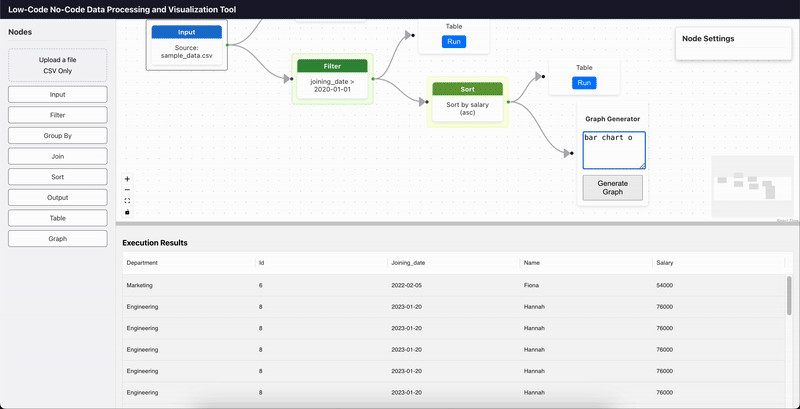 Low-Code No-Code Data Processing and Visualization Tool
Nodes
Upload a file
CSV Only
Input
Filter
Group By
Join
Sort
Output
Table
Graph
Input
Source:
sample_data.csv
Filter
joining_date >
2020-01-01
Table
Run
Sort
Sort by salary
(asc)
Table
Run
Graph Generator
bar chart o
Generate
Graph
Node Settings
React Flow
Execution Results
Department Id Joining_date Name Salary
Marketing 6 2022-02-05 Fiona 54000
Engineering 8 2023-01-20 Hannah 76000
Engineering 8 2023-01-20 Hannah 76000
Engineering 8 2023-01-20 Hannah 76000
Engineering 8 2023-01-20 Hannah 76000
Engineering 8 2023-01-20 Hannah 76000